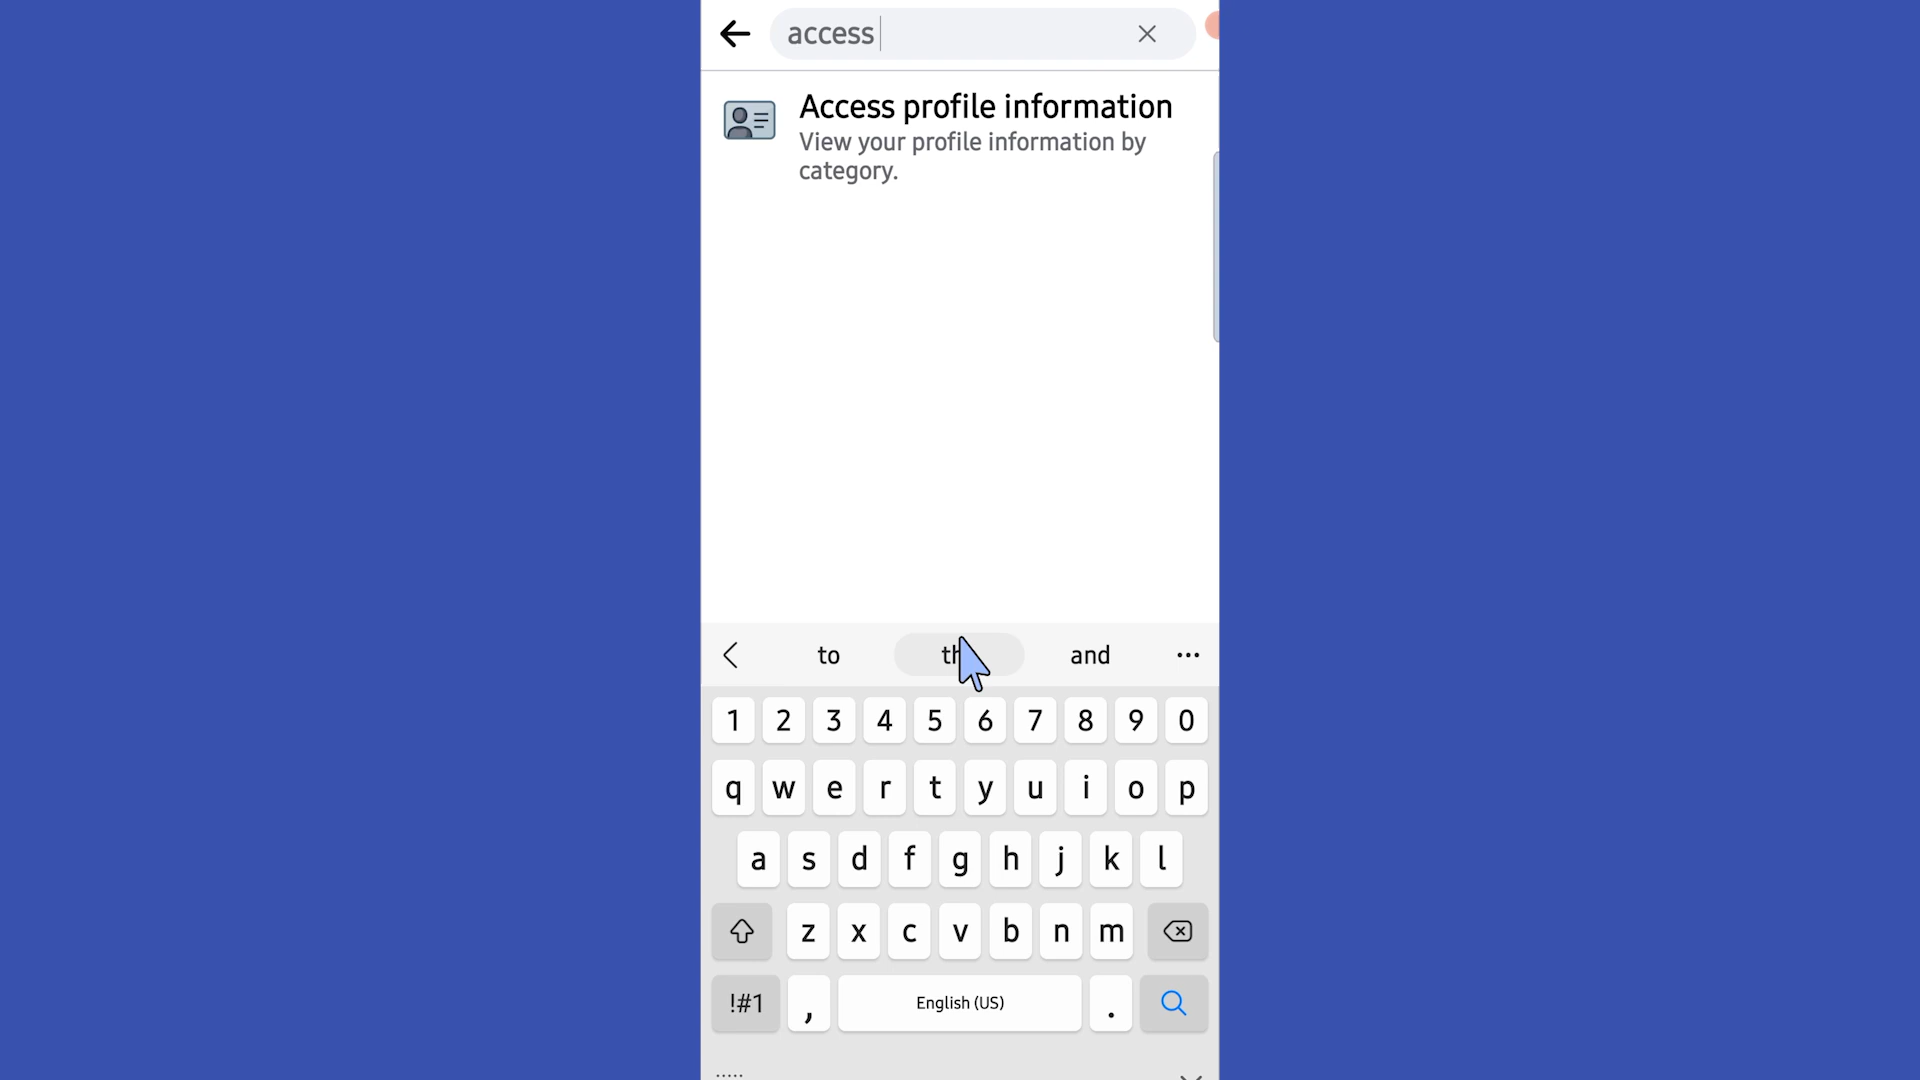 access
Access profile information
View your profile information by
category.
to
and
1 2 3 4 5 6 7 8 9 0
q w e r t y u i o p
a s d f g h j k l
z x c v b n m
!#1 , English (US) .